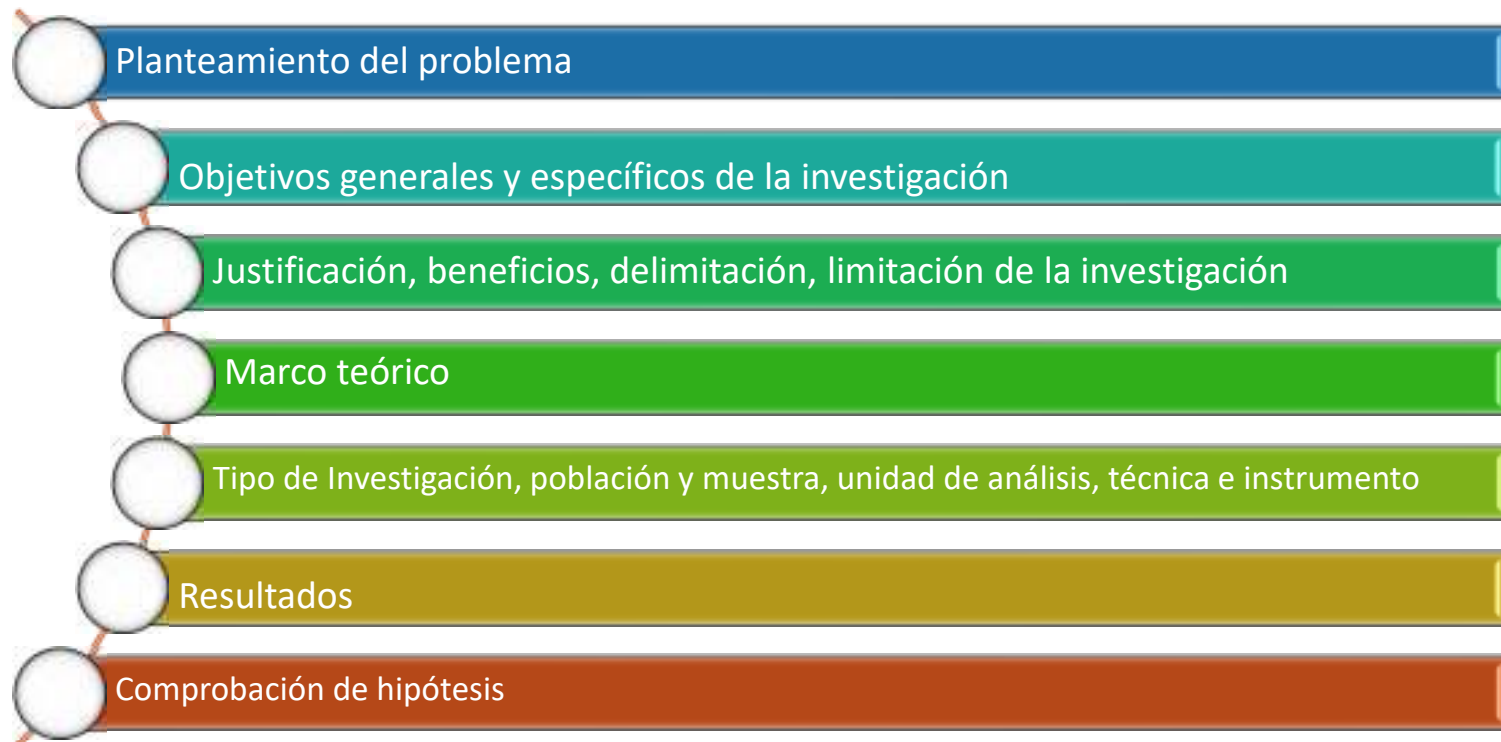 Planteamiento del problema
Objetivos generales y específicos de la investigación
Justificación, beneficios, delimitación, limitación de la investigación
Marco teórico
Tipo de Investigación, población y muestra, unidad de análisis, técnica e instrumento
Resultados
Comprobación de hipótesis